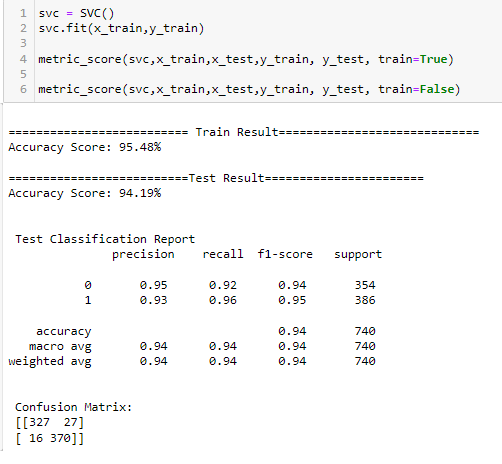 1 svc = SVC()
2 svc.fit(x_train,y_train)
3
4 metric_score(svc,x_train,x_test,y_train, y_test, train=True)
5
6 metric_score(svc,x_train,x_test,y_train, y_test, train=False)
========================== Train Result=============================
Accuracy Score: 95.48%
==========================Test Result=======================
Accuracy Score: 94.19%
Test Classification Report
precision recall f1-score support
0 0.95 0.92 0.94 354
1 0.93 0.96 0.95 386
accuracy 0.94 740
macro avg 0.94 0.94 0.94 740
weighted avg 0.94 0.94 0.94 740
Confusion Matrix:
[[327 27]
[ 16 370]]